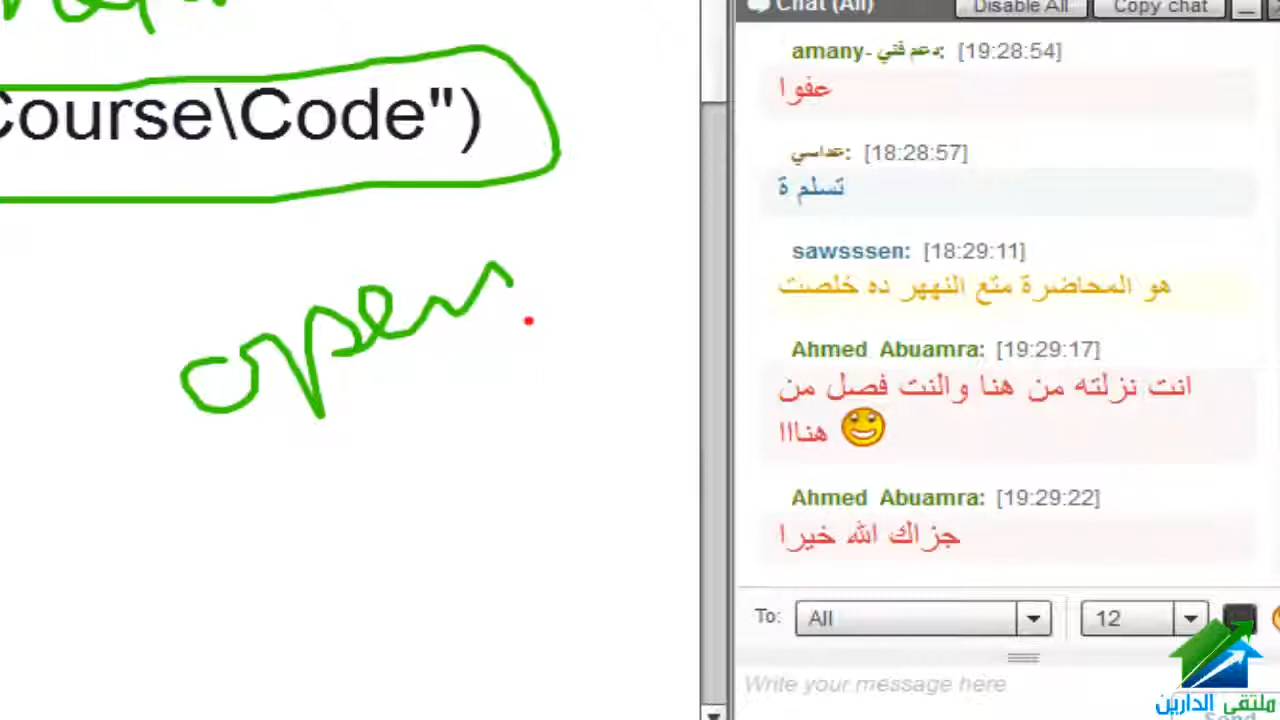 Course\Code")
open
Chat (All)
Disable All
Copy chat
amany-دعم فني: [19:28:54]
عفوا
عداسي: [18:28:57]
تسلم ة
sawsssen: [18:29:11]
هو المحاضرة متع النههر ده خلصت
Ahmed Abuamra: [19:29:17]
انت نزلته من هنا والنت فصل من
هنااا
Ahmed Abuamra: [19:29:22]
جزاك الله خيرا
To:
All
12
Write your message here
ملتقى الدارين
Send